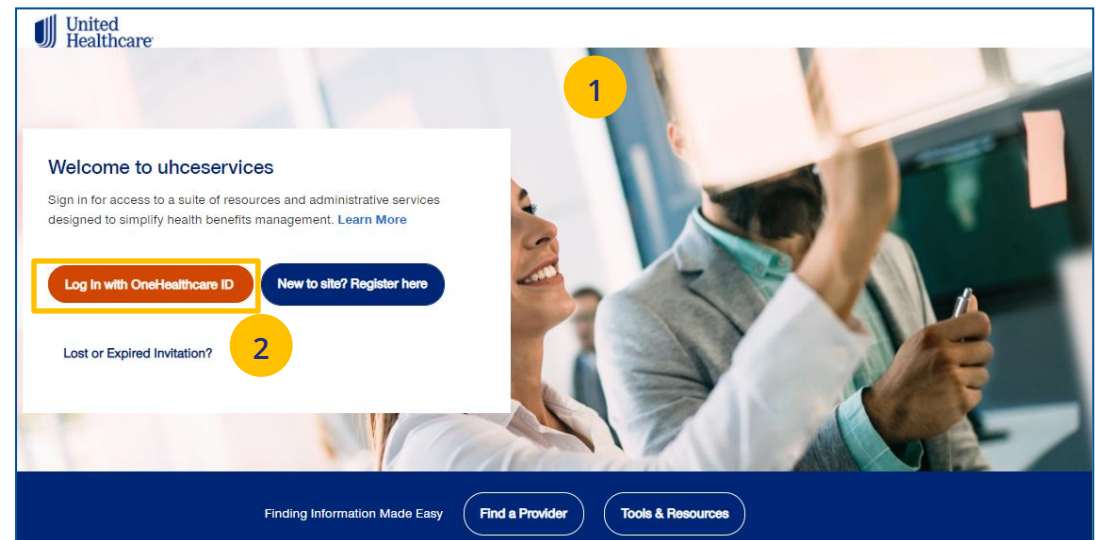 United
Healthcare
1
Welcome to uhceservices
Sign in for access to a suite of resources and administrative services
designed to simplify health benefits management. Learn More
Log In with OneHealthcare ID
New to site? Register here
Lost or Expired Invitation?
2
Finding Information Made Easy
Find a Provider
Tools & Resources